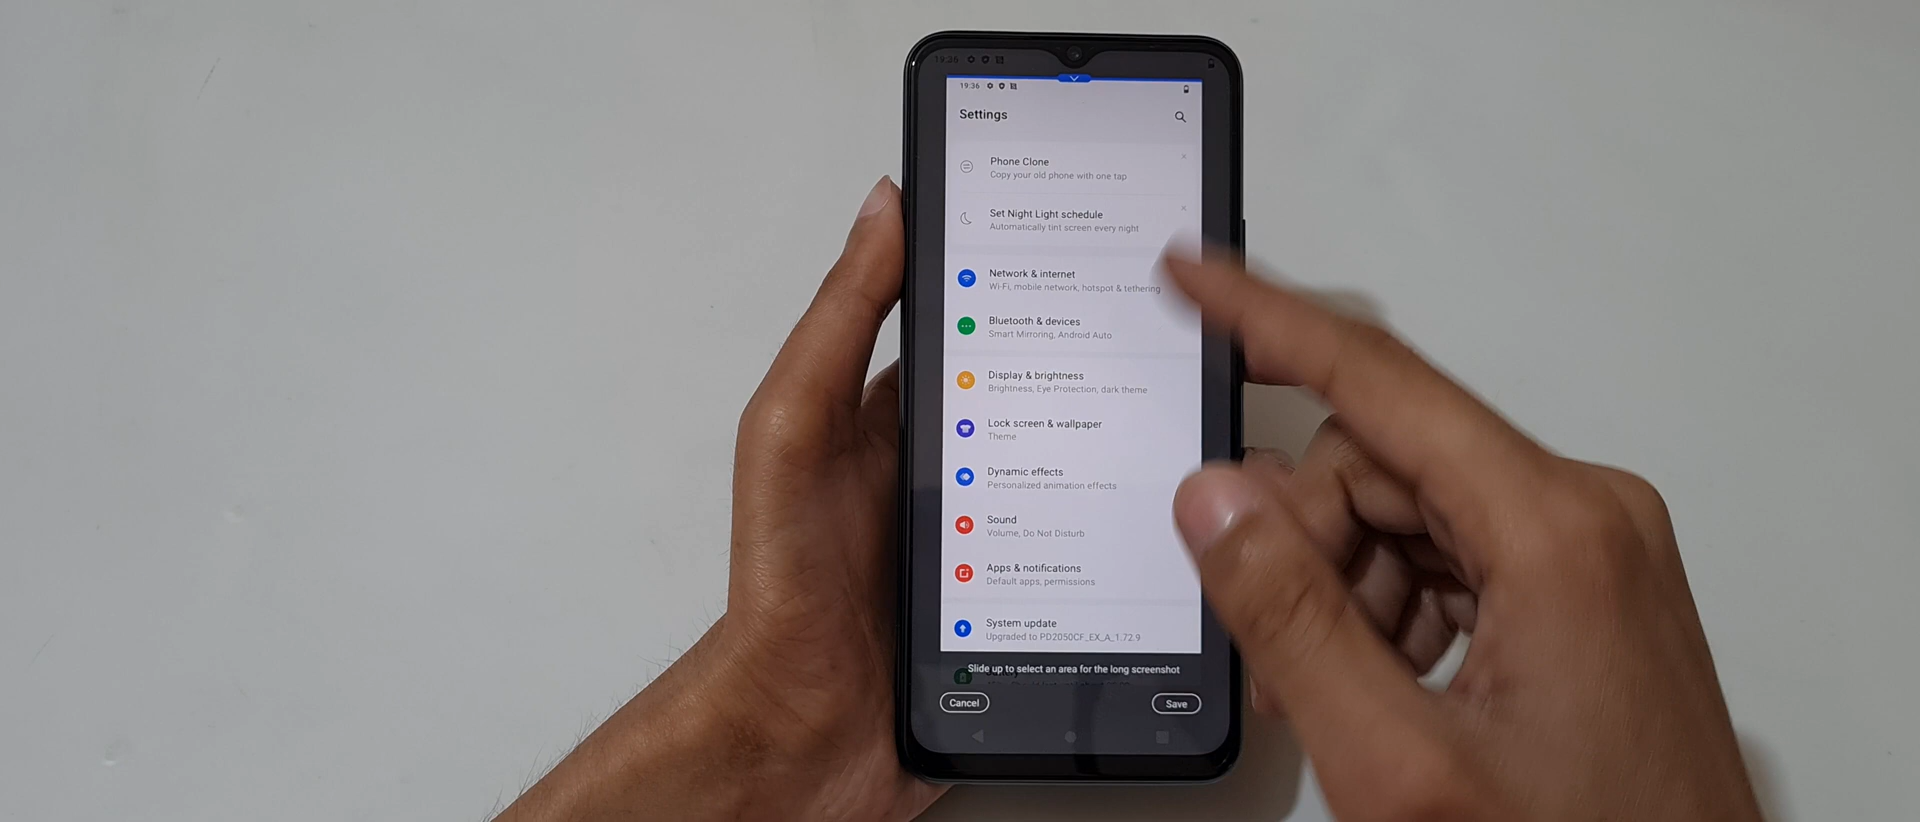 19:36
19:36
Settings
Phone Clone
Copy your old phone with one tap
Set Night Light schedule
Automatically tint screen every night
Network & internet
Wi-Fi, mobile network, hotspot & tethering
Bluetooth & devices
Smart Mirroring, Android Auto
Display & brightness
Brightness, Eye Protection, dark theme
Lock screen & wallpaper
Theme
Dynamic effects
Personalized animation effects
Sound
Volume, Do Not Disturb
Apps & notifications
Default apps, permissions
System update
Upgraded to PD2050CF_EX_A_1.72.9
Slide up to select an area for the long screenshot
Cancel
Save